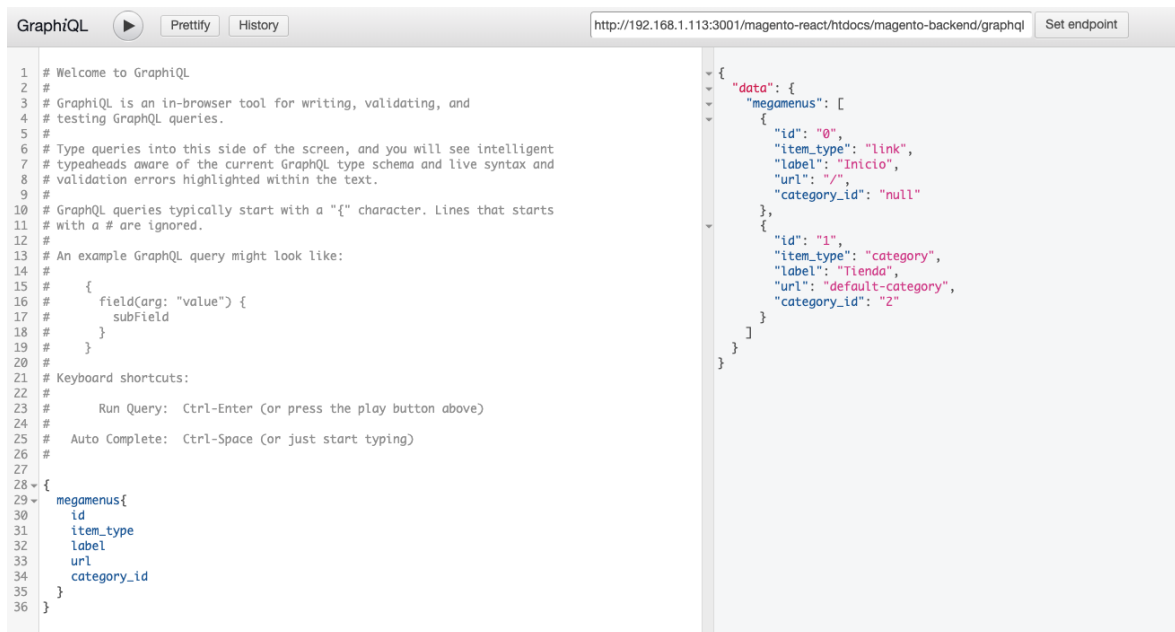 GraphiQL Prettify History http://192.168.1.113:3001/magento-react/htdocs/magento-backend/graphql Set endpoint
1 # Welcome to GraphiQL
2 #
3 # GraphiQL is an in-browser tool for writing, validating, and
4 # testing GraphQL queries.
5 #
6 # Type queries into this side of the screen, and you will see intelligent
7 # typeaheads aware of the current GraphQL type schema and live syntax and
8 # validation errors highlighted within the text.
9 #
10 # GraphQL queries typically start with a "{" character. Lines that starts
11 # with a # are ignored.
12 #
13 # An example GraphQL query might look like:
14 #
15 #     {
16 #       field(arg: "value") {
17 #         subField
18 #       }
19 #     }
20 #
21 # Keyboard shortcuts:
22 #
23 #       Run Query:  Ctrl-Enter (or press the play button above)
24 #
25 #   Auto Complete:  Ctrl-Space (or just start typing)
26 #
27
28 {
29   megamenus{
30     id
31     item_type
32     label
33     url
34     category_id
35   }
36 }
{
  "data": {
    "megamenus": [
      {
        "id": "0",
        "item_type": "link",
        "label": "Inicio",
        "url": "/",
        "category_id": "null"
      },
      {
        "id": "1",
        "item_type": "category",
        "label": "Tienda",
        "url": "default-category",
        "category_id": "2"
      }
    ]
  }
}